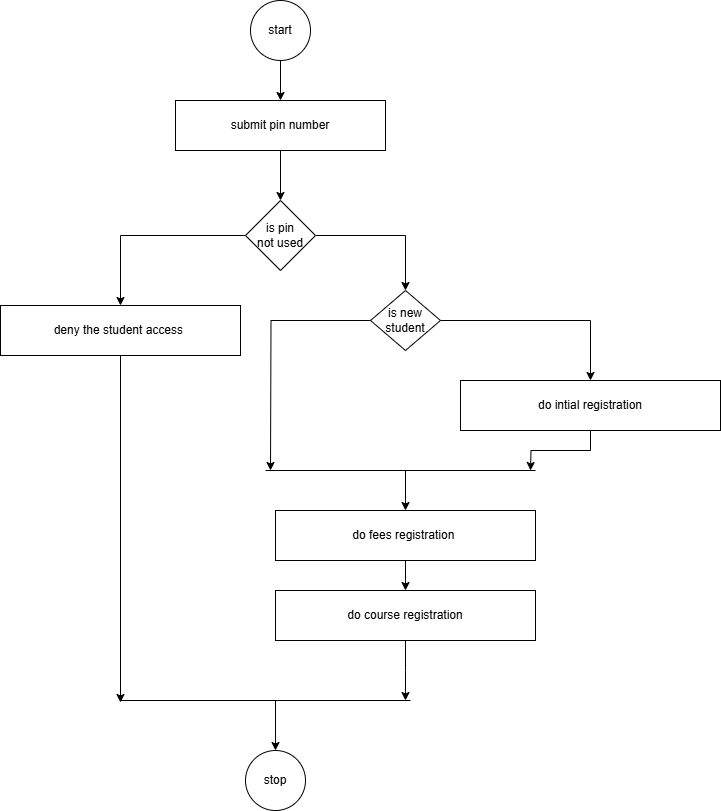 start
submit pin number
is pin
not used
deny the student access
is new
student
do intial registration
do fees registration
do course registration
stop